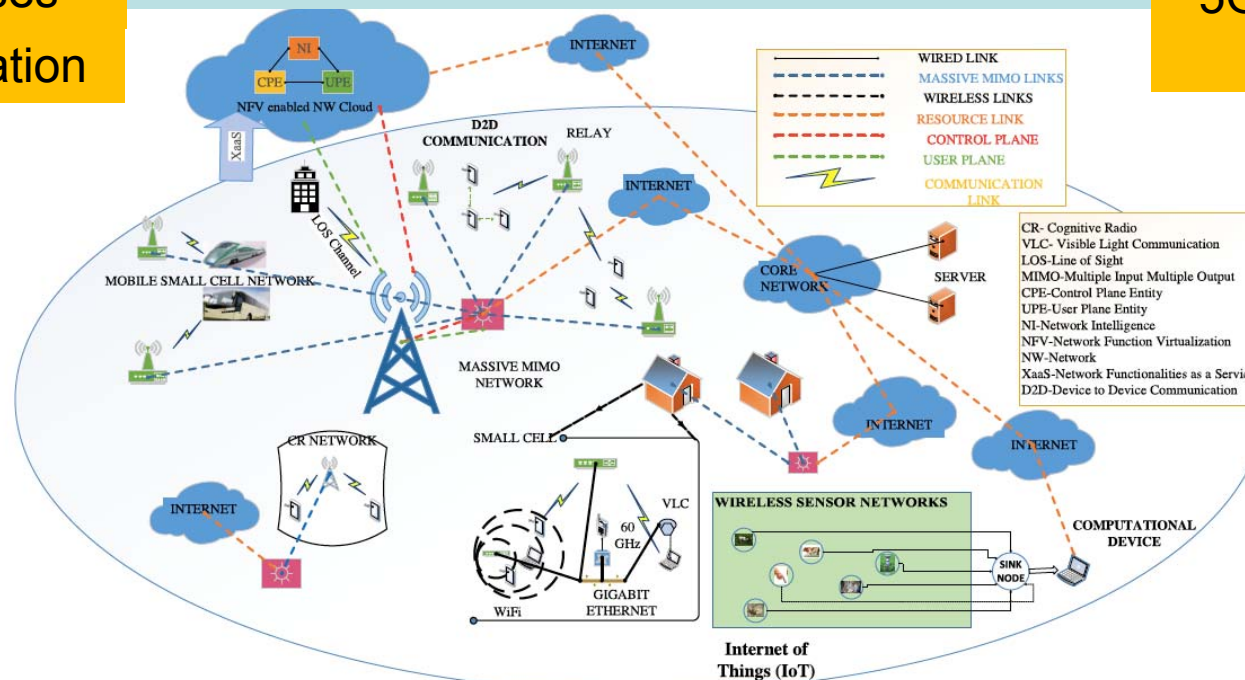 ation
NI
CPE
UPE
NFV enabled NW Cloud
XaaS
INTERNET
WIRED LINK
MASSIVE MIMO LINKS
WIRELESS LINKS
RESOURCE LINK
CONTROL PLANE
USER PLANE
COMMUNICATION
LINK
D2D
COMMUNICATION
RELAY
INTERNET
LOS Channel
MOBILE SMALL CELL NETWORK
CORE
NETWORK
SERVER
CR- Cognitive Radio
VLC- Visible Light Communication
LOS-Line of Sight
MIMO-Multiple Input Multiple Output
CPE-Control Plane Entity
UPE-User Plane Entity
NI-Network Intelligence
NFV-Network Function Virtualization
NW-Network
XaaS-Network Functionalities as a Servic
D2D-Device to Device Communication
MASSIVE MIMO
NETWORK
SMALL CELL
INTERNET
INTERNET
CR NETWORK
INTERNET
VLC
60
GHz
WiFi
GIGABIT
ETHERNET
WIRELESS SENSOR NETWORKS
SINK
NODE
COMPUTATIONAL
DEVICE
Internet of
Things (IoT)